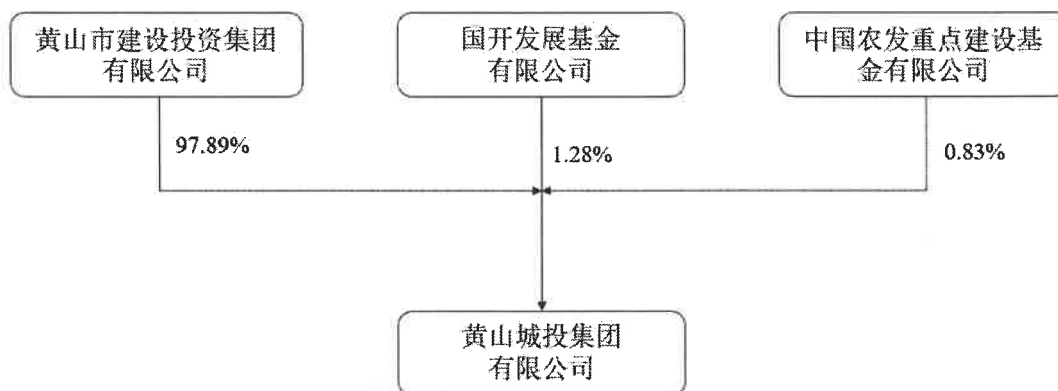 黄山市建设投资集团
有限公司
国开发展基金
有限公司
中国农发重点建设基
金有限公司
97.89%
1.28%
0.83%
黄山城投集团
有限公司